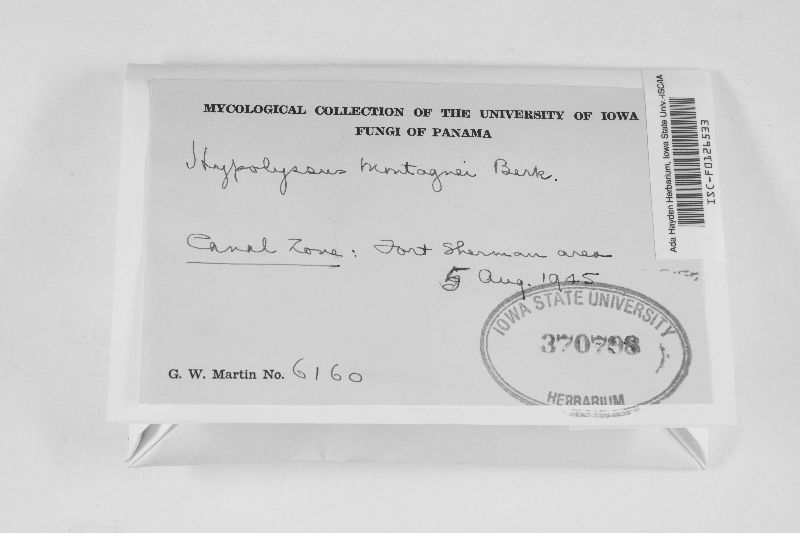 MYCOLOGICAL COLLECTION OF THE UNIVERSITY OF IOWA
FUNGI OF PANAMA
Hypolyssus Montagnei Berk.
Canal Zone: Fort Sherman area
5 Aug. 1945
G. W. Martin No. 6160
IOWA STATE UNIVERSITY
370798
HERBARIUM
Ada Hayden Herbarium, Iowa State Univ.-ISC/IA
ISC-F0126533